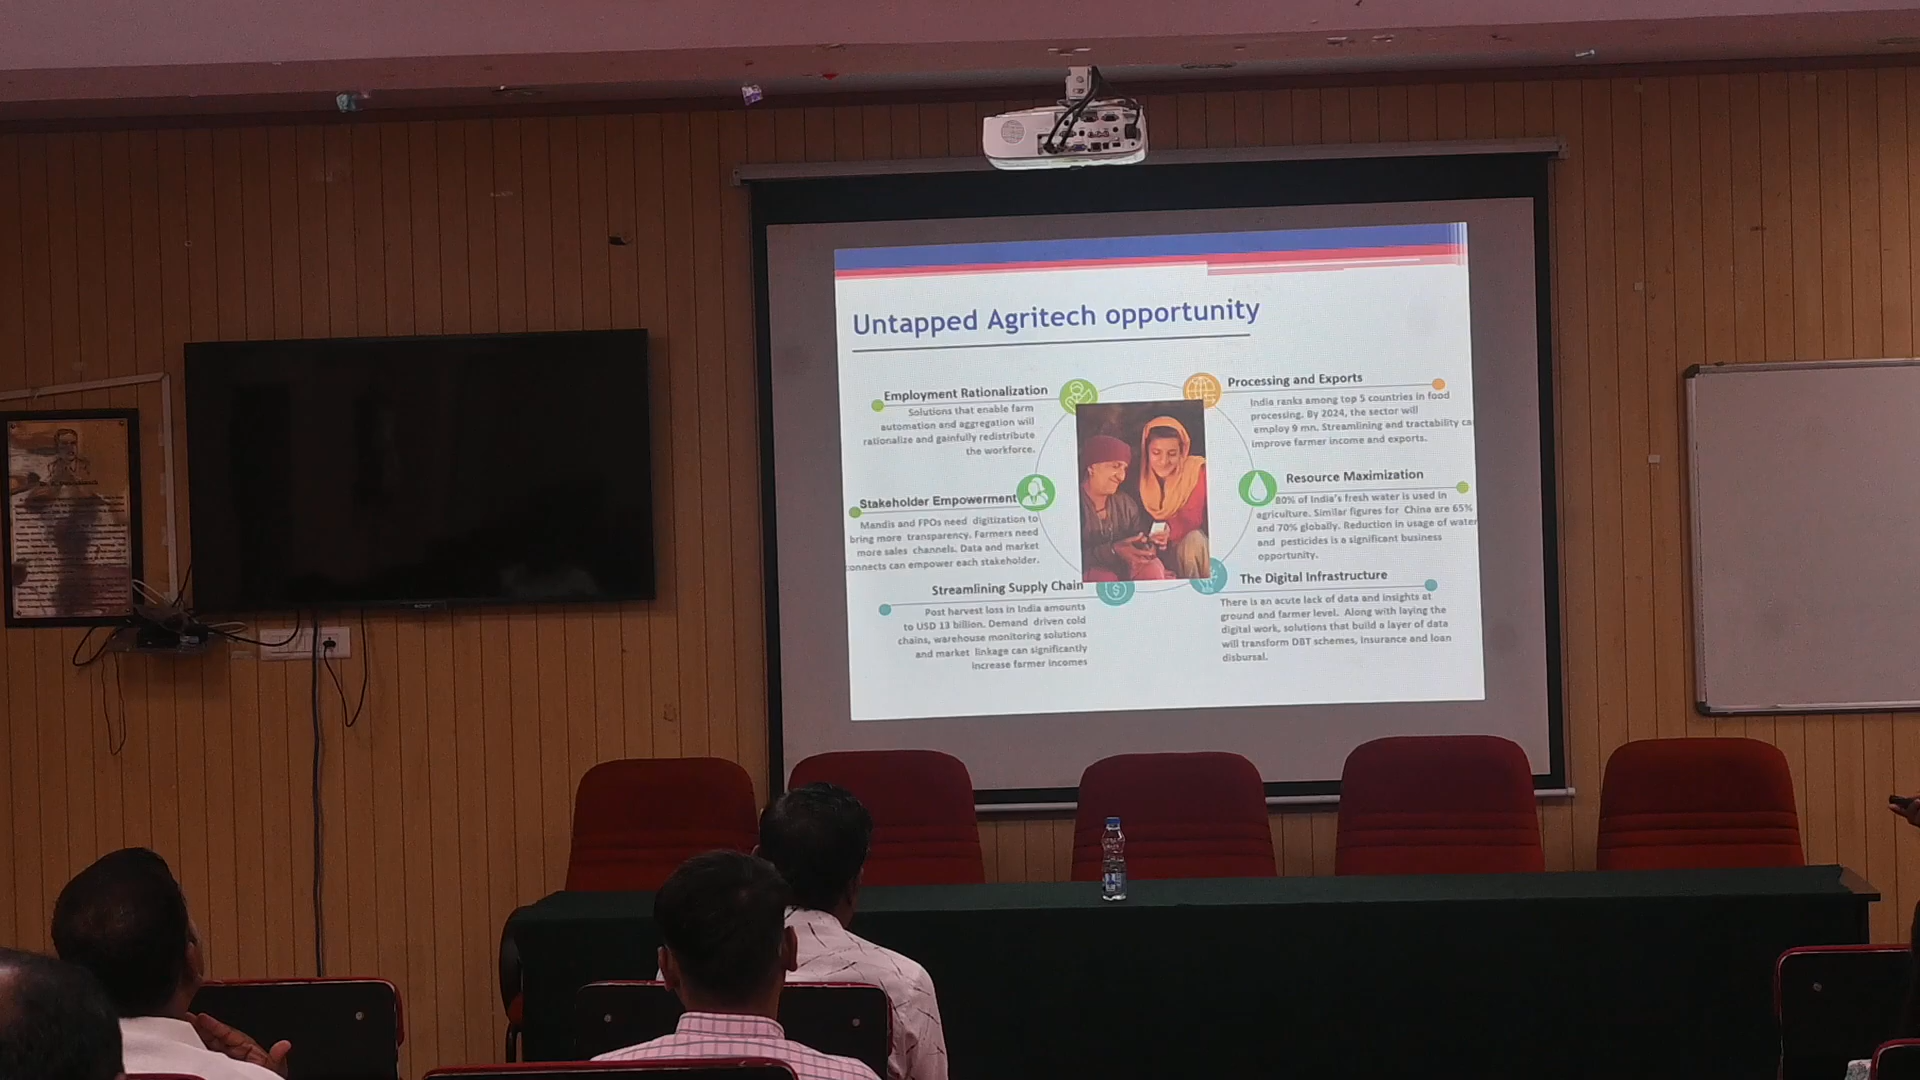 Untapped Agritech opportunity
Employment Rationalization
Solutions that enable farm
automation and aggregation will
rationalize and gainfully redistribute
the workforce.
Stakeholder Empowerment
Mandis and FPOs need digitization to
bring more transparency. Farmers need
more sales channels. Data and market
connects can empower each stakeholder.
Streamlining Supply Chain
Post harvest loss in India amounts
to USD 13 billion. Demand driven cold
chains, warehouse monitoring solutions
and market linkage can significantly
increase farmer incomes
Processing and Exports
India ranks among top 5 countries in food
processing. By 2024, the sector will
employ 9 mn. Streamlining and tractability ca
improve farmer income and exports.
Resource Maximization
80% of India's fresh water is used in
agriculture. Similar figures for China are 65%
and 70% globally. Reduction in usage of water
and pesticides is a significant business
opportunity.
The Digital Infrastructure
There is an acute lack of data and insights at
ground and farmer level. Along with laying the
digital work, solutions that build a layer of data
will transform DBT schemes, insurance and loan
disbursal.
SONY